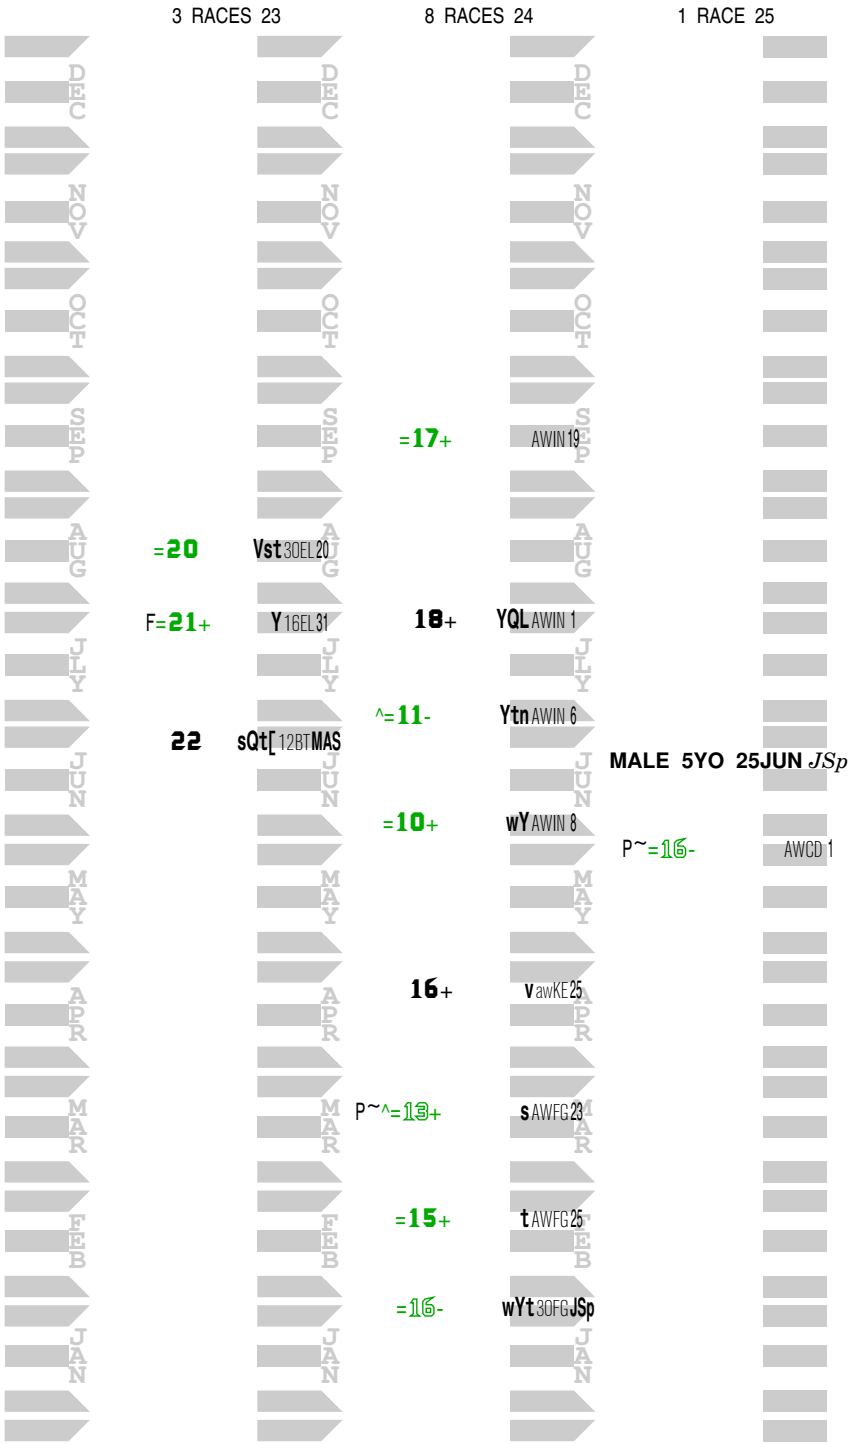 3 RACES 23 8 RACES 24 1 RACE 25
DEC DEC DEC
NOV NOV NOV
OCT OCT OCT
SEP SEP =17+ AWIN 19 SEP
AUG =20 Vst 30EL 20 AUG AUG
F=21+ Y 16EL 31 18+ YQL AWIN 1
JLY JLY JLY
^=11- Ytn AWIN 6
22 sQt[ 12BT MAS
MALE 5YO 25JUN JSp
JUN JUN JUN
=10+ wY AWIN 8
P~=16- AWCD 1
MAY MAY MAY
16+ v awKE 25
APR APR APR
MAR MAR P~^=13+ s AWFG 23 MAR
=15+ t AWFG 25
FEB FEB FEB
=16- wYt 30FG JSp
JAN JAN JAN